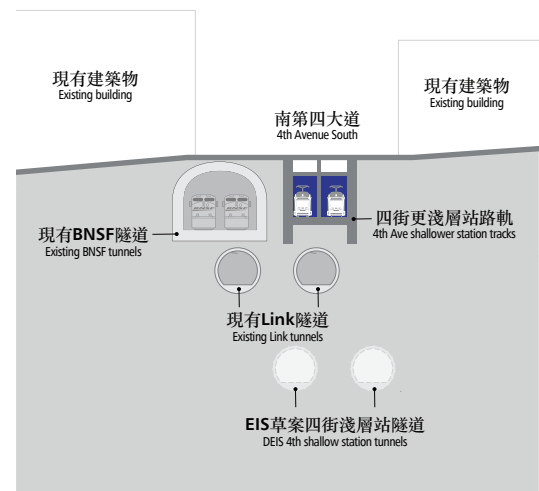 現有建築物
Existing building
現有建築物
Existing building
南第四大道
4th Avenue South
四街更淺層站路軌
4th Ave shallower station tracks
現有BNSF隧道
Existing BNSF tunnels
現有Link隧道
Existing Link tunnels
EIS草案四街淺層站隧道
DEIS 4th shallow station tunnels